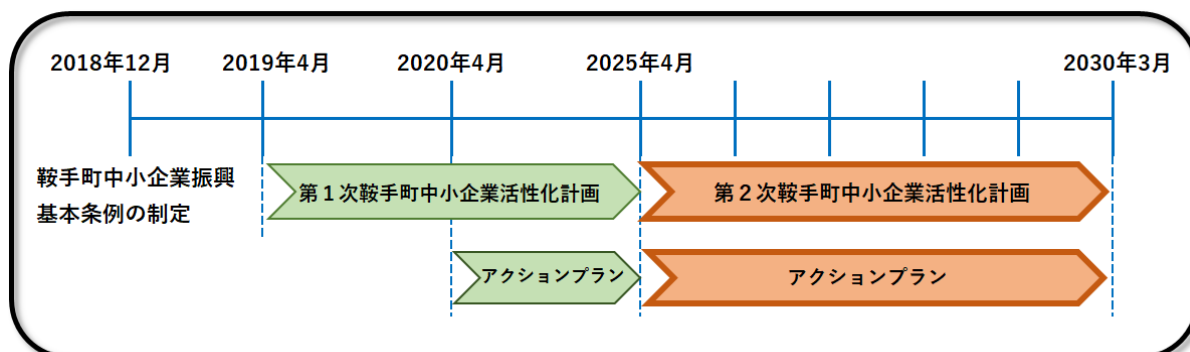 2018年12月 2019年4月 2020年4月 2025年4月 2030年3月
鞍手町中小企業振興
基本条例の制定
第１次鞍手町中小企業活性化計画
第２次鞍手町中小企業活性化計画
アクションプラン
アクションプラン